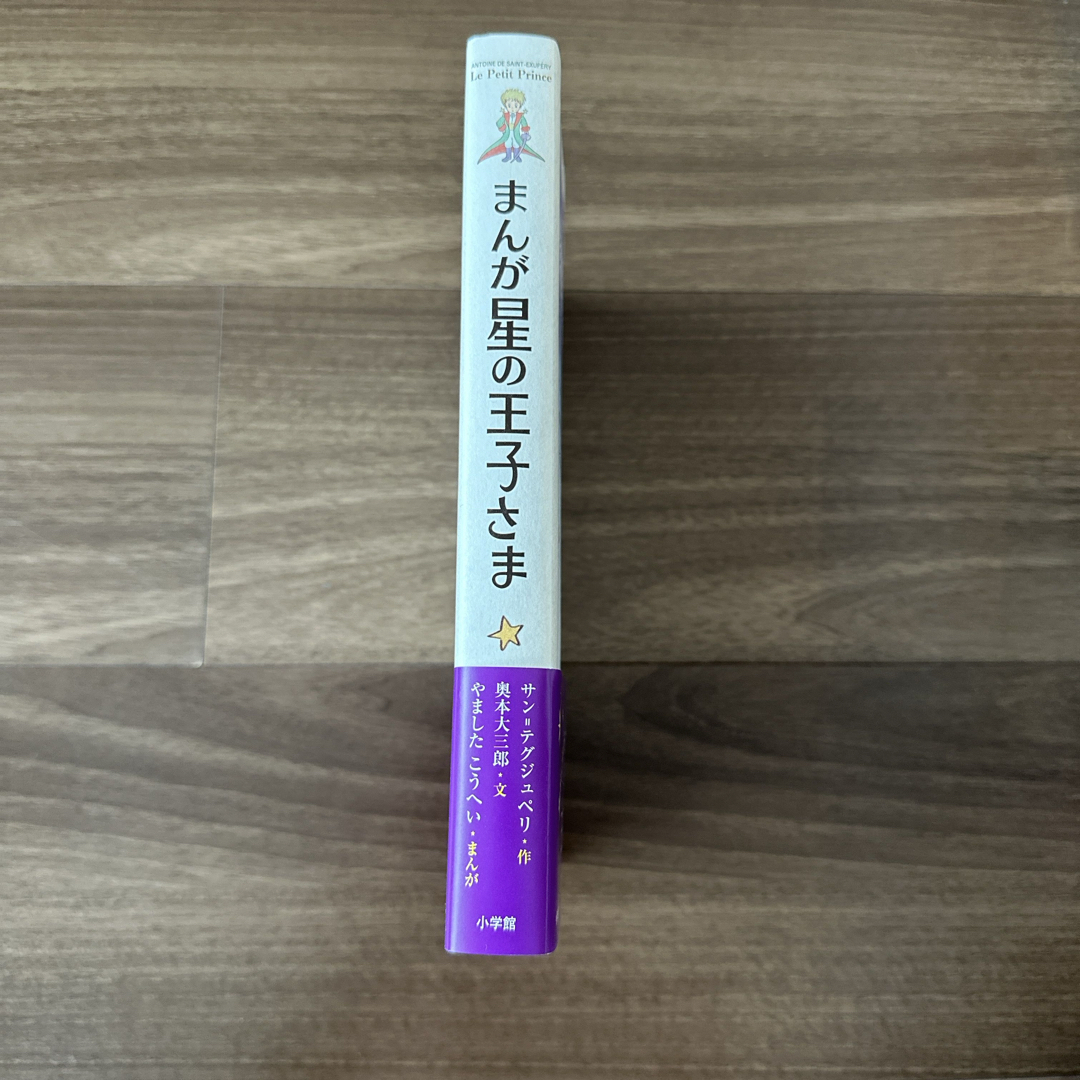 ANTOINE DE SAINT-EXUPÉRY
Le Petit Prince
まんが星の王子さま
サン=テグジュペリ★作
奥本大三郎★文
やました こうへい★まんが
小学館